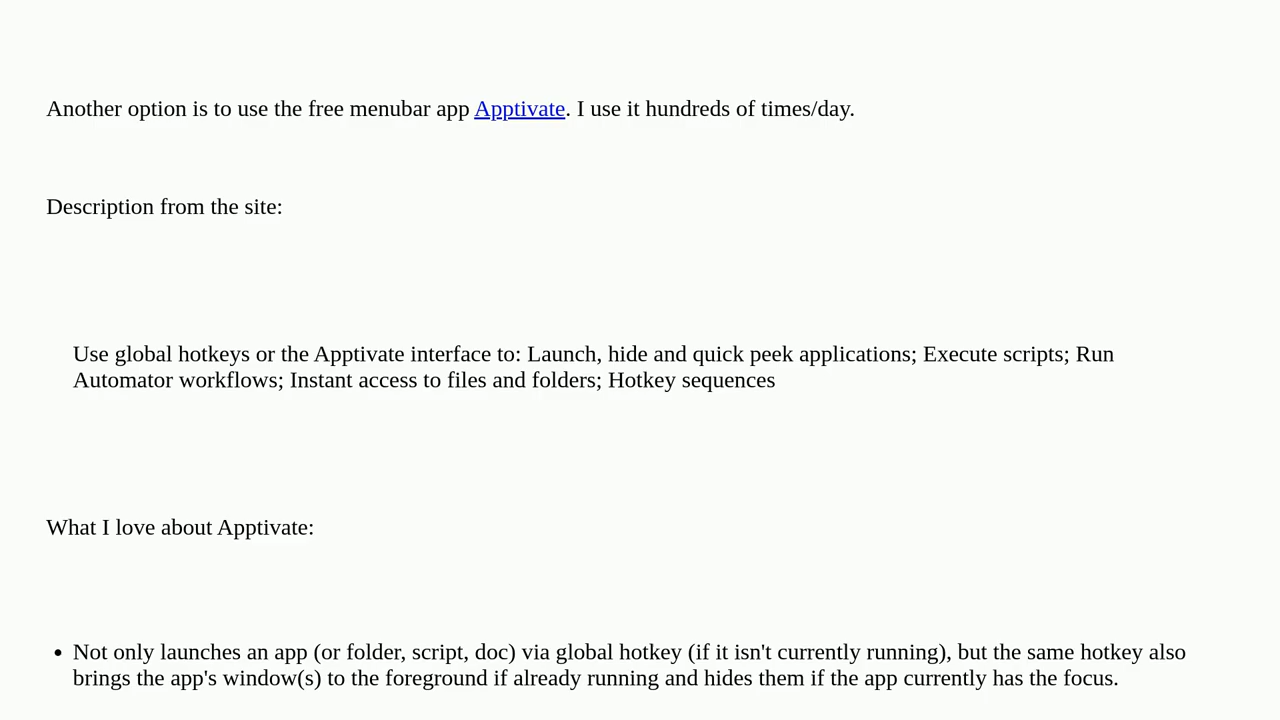 Another option is to use the free menubar app Apptivate. I use it hundreds of times/day.
Description from the site:
Use global hotkeys or the Apptivate interface to: Launch, hide and quick peek applications; Execute scripts; Run
Automator workflows; Instant access to files and folders; Hotkey sequences
What I love about Apptivate:
• Not only launches an app (or folder, script, doc) via global hotkey (if it isn't currently running), but the same hotkey also
brings the app's window(s) to the foreground if already running and hides them if the app currently has the focus.